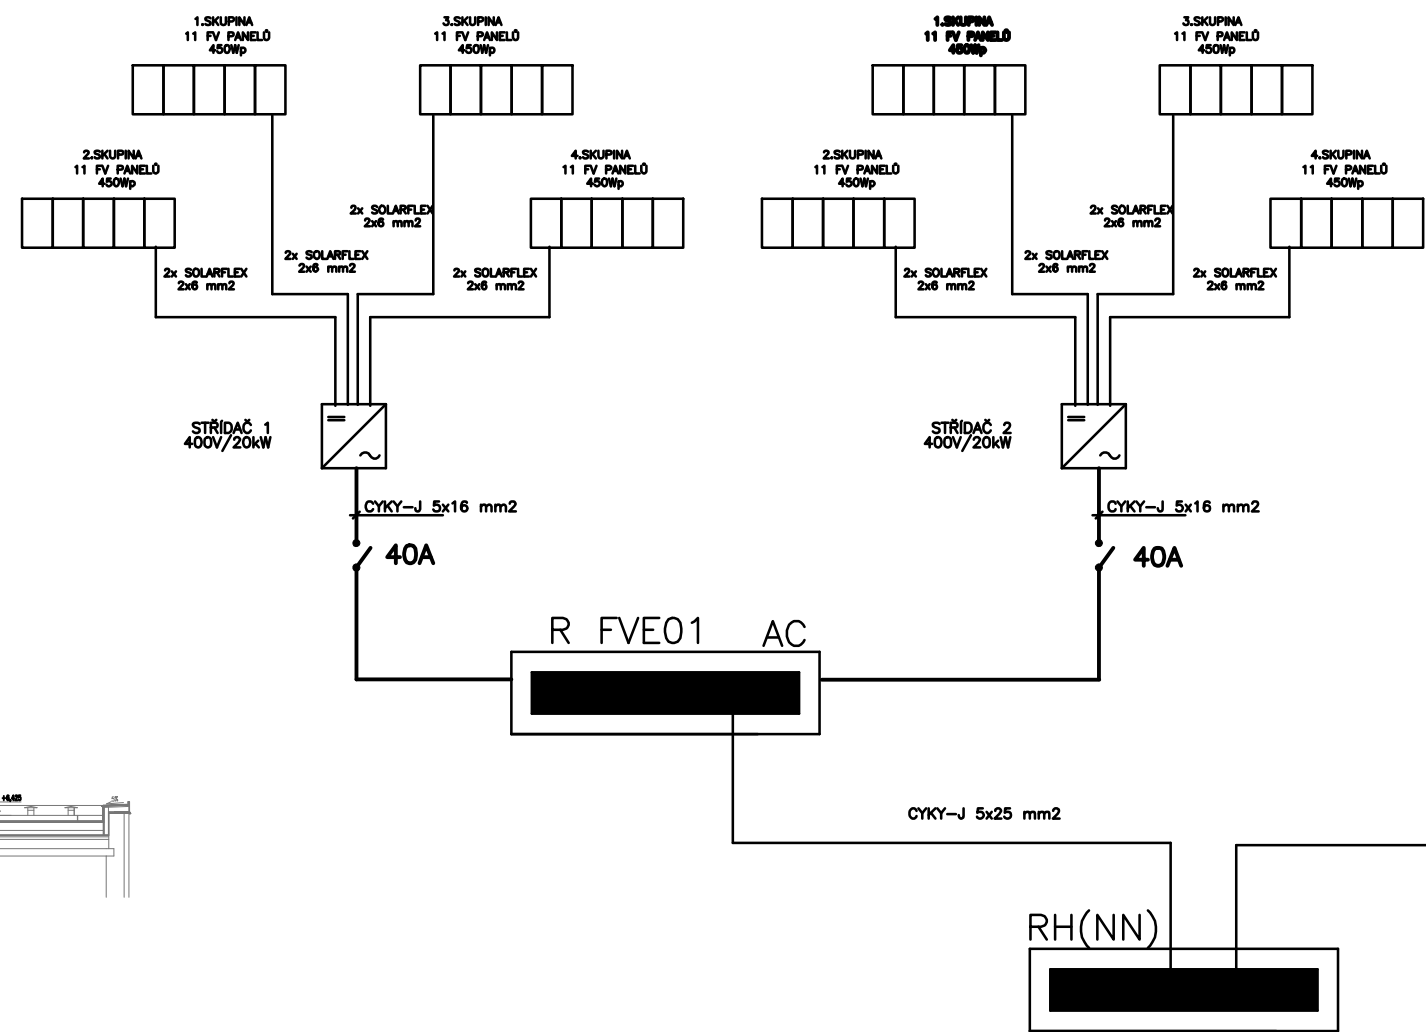 1.SKUPINA
11 FV PANELŮ
450Wp
3.SKUPINA
11 FV PANELŮ
450Wp
1.SKUPINA
11 FV PANELŮ
450Wp
3.SKUPINA
11 FV PANELŮ
450Wp
2.SKUPINA
11 FV PANELŮ
450Wp
4.SKUPINA
11 FV PANELŮ
450Wp
2.SKUPINA
11 FV PANELŮ
450Wp
4.SKUPINA
11 FV PANELŮ
450Wp
2x SOLARFLEX
2x6 mm2
2x SOLARFLEX
2x6 mm2
2x SOLARFLEX
2x6 mm2
2x SOLARFLEX
2x6 mm2
2x SOLARFLEX
2x6 mm2
2x SOLARFLEX
2x6 mm2
2x SOLARFLEX
2x6 mm2
2x SOLARFLEX
2x6 mm2
STŘÍDAČ 1
400V/20kW
STŘÍDAČ 2
400V/20kW
CYKY-J 5x16 mm2
CYKY-J 5x16 mm2
40A
40A
R FVE01 AC
+6,425
CYKY-J 5x25 mm2
RH(NN)